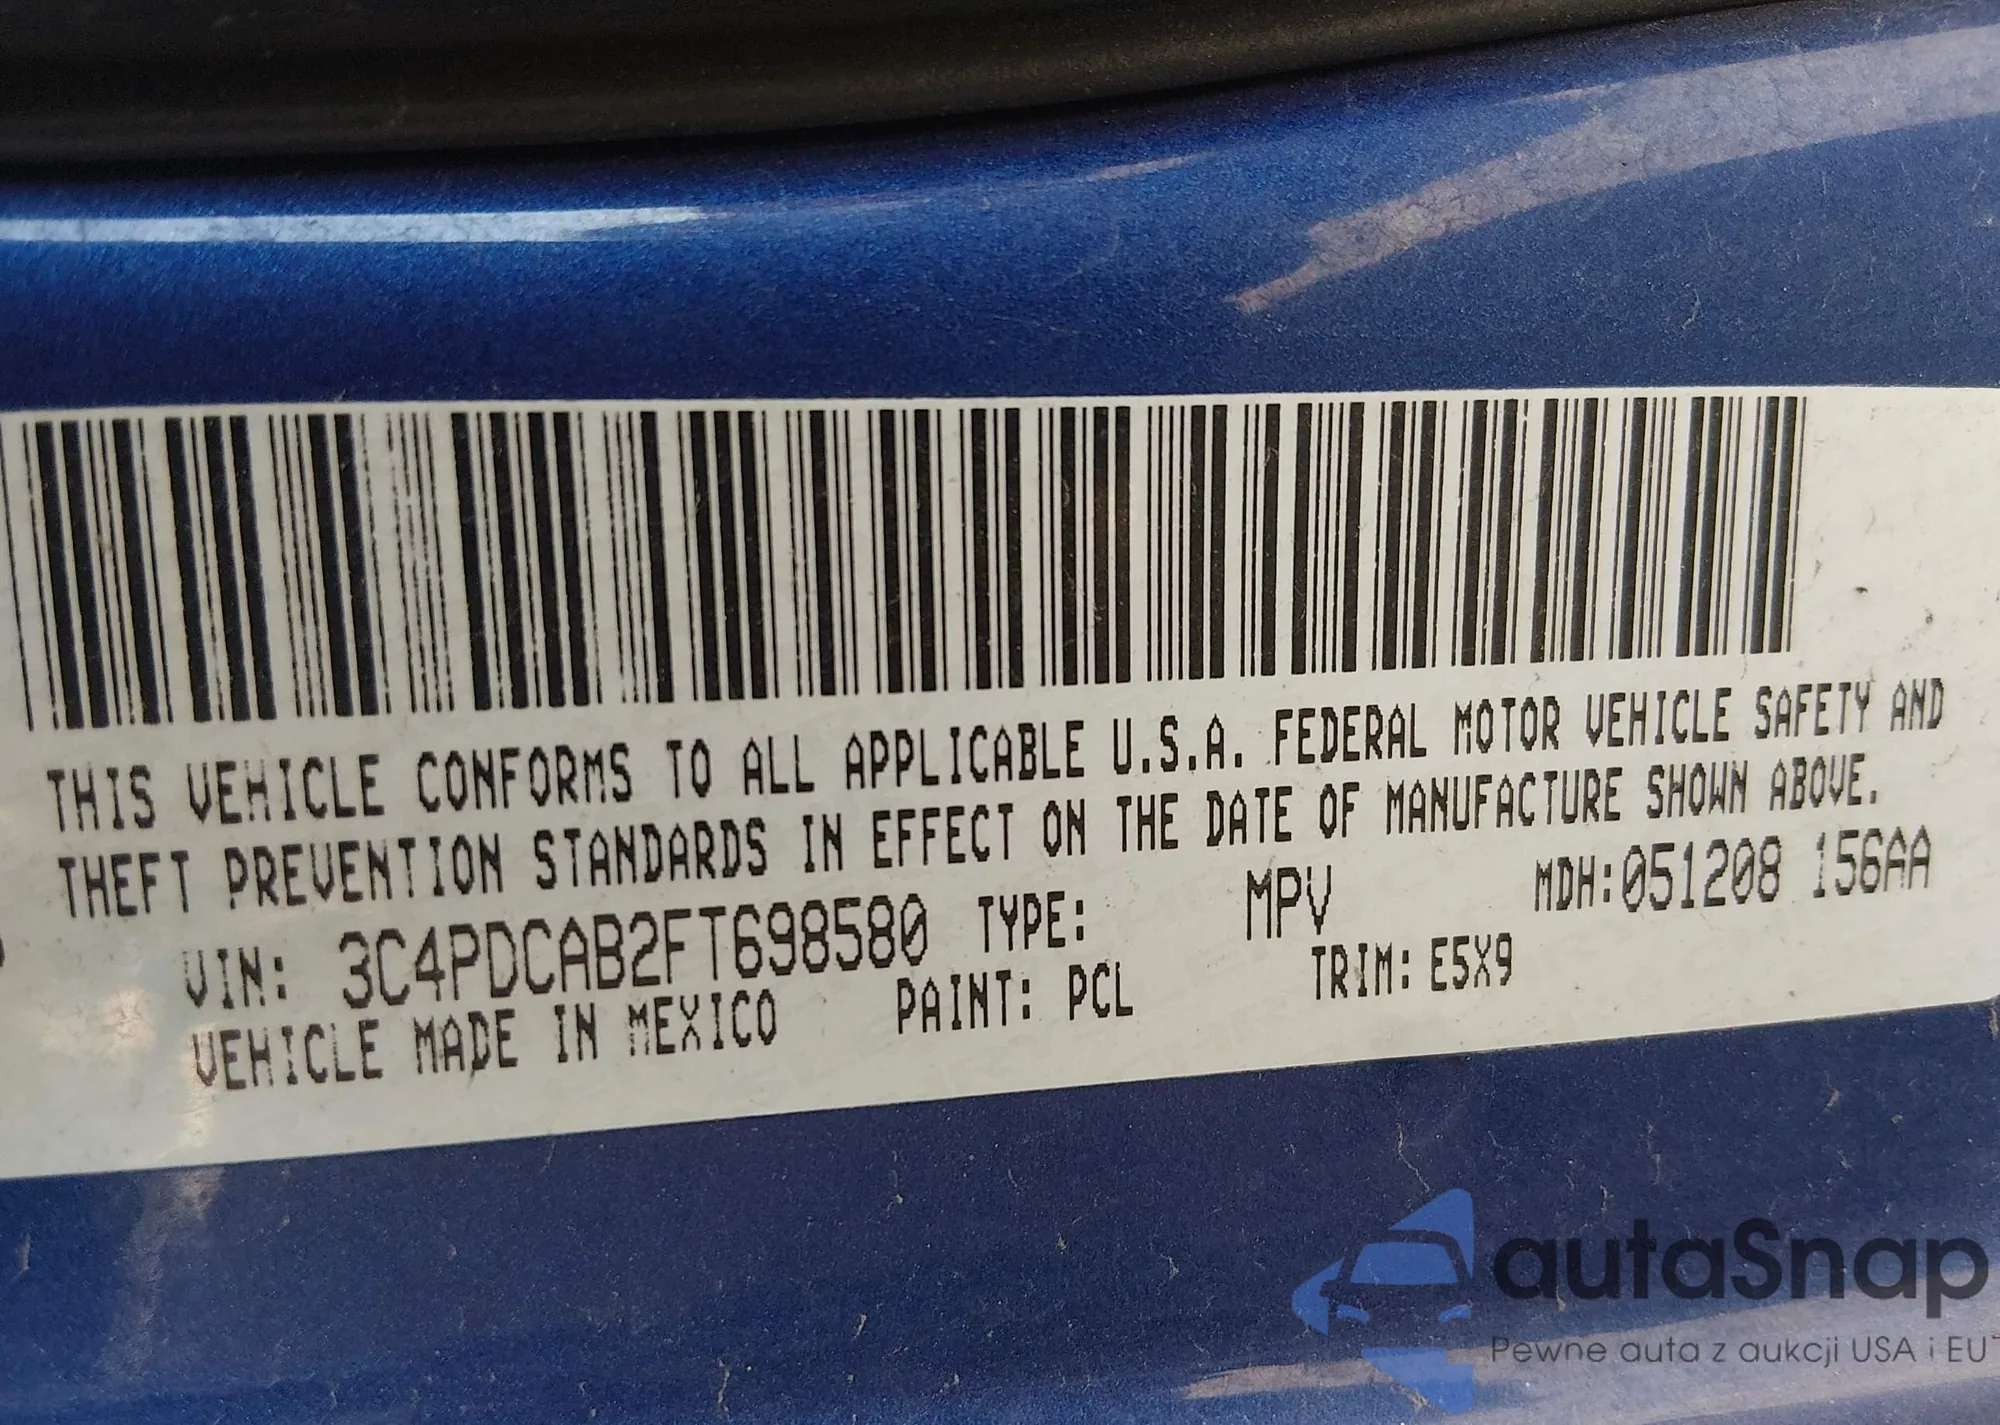 THIS VEHICLE CONFORMS TO ALL APPLICABLE U.S.A. FEDERAL MOTOR VEHICLE SAFETY AND
THEFT PREVENTION STANDARDS IN EFFECT ON THE DATE OF MANUFACTURE SHOWN ABOVE.
VIN: 3C4PDCAB2FT698580 TYPE: MPV MDH:051208 156AA
VEHICLE MADE IN MEXICO PAINT: PCL TRIM: E5X9
autaSnap
Pewne auta z aukcji USA i EU